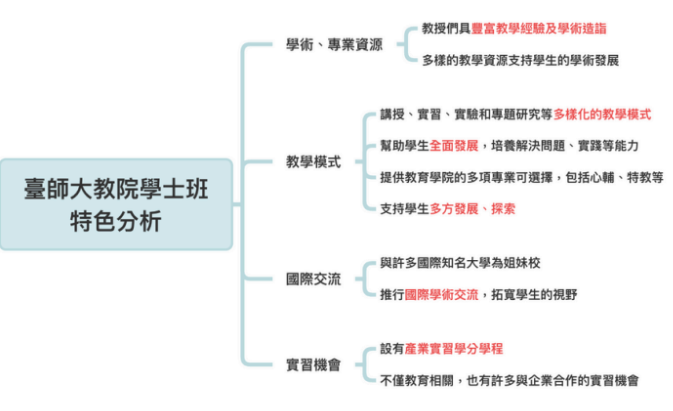 臺師大教院學士班
特色分析
學術、專業資源
教授們具豐富教學經驗及學術造詣
多樣的教學資源支持學生的學術發展
教學模式
講授、實習、實驗和專題研究等多樣化的教學模式
幫助學生全面發展，培養解決問題、實踐等能力
提供教育學院的多項專業可選擇，包括心輔、特教等
支持學生多方發展、探索
國際交流
與許多國際知名大學為姐妹校
推行國際學術交流，拓寬學生的視野
實習機會
設有產業實習學分學程
不僅教育相關，也有許多與企業合作的實習機會